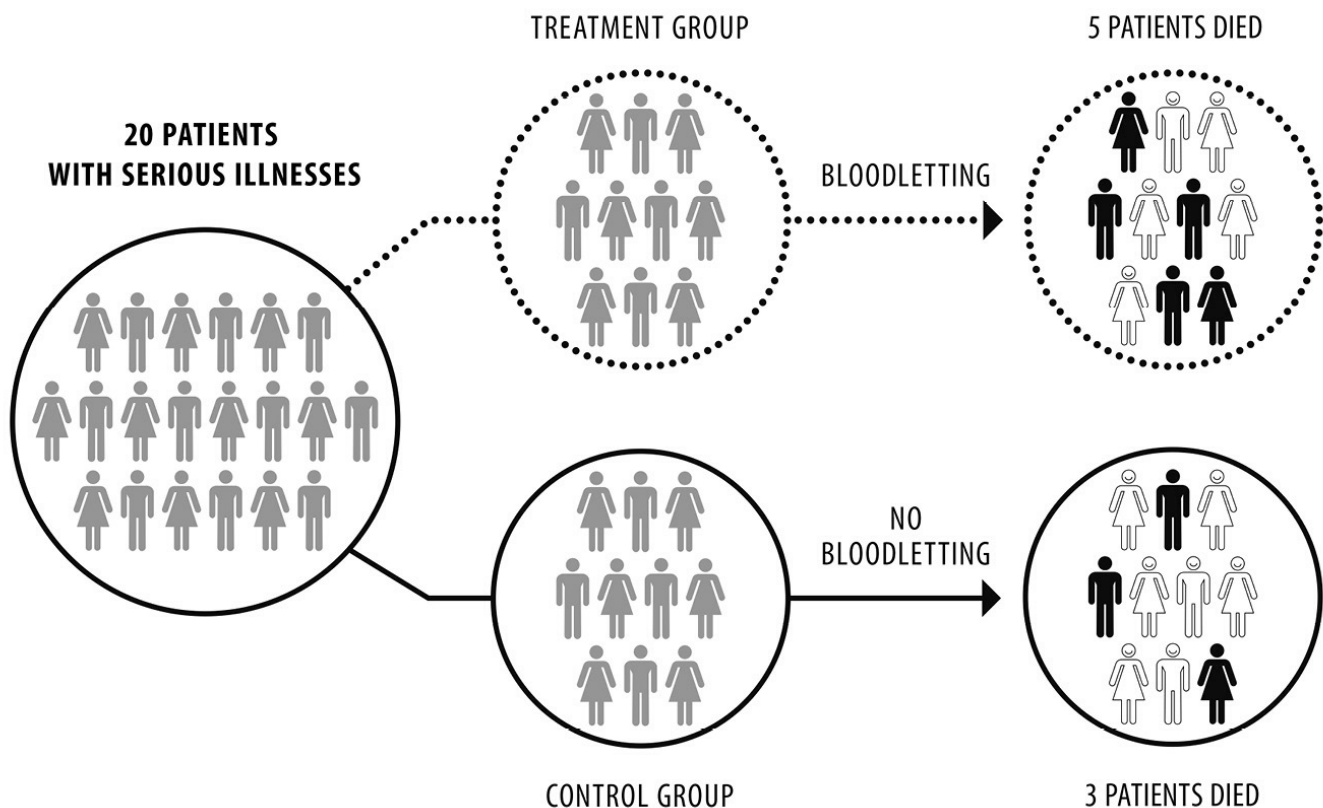 TREATMENT GROUP
5 PATIENTS DIED
20 PATIENTS
WITH SERIOUS ILLNESSES
BLOODLETTING
NO
BLOODLETTING
CONTROL GROUP
3 PATIENTS DIED